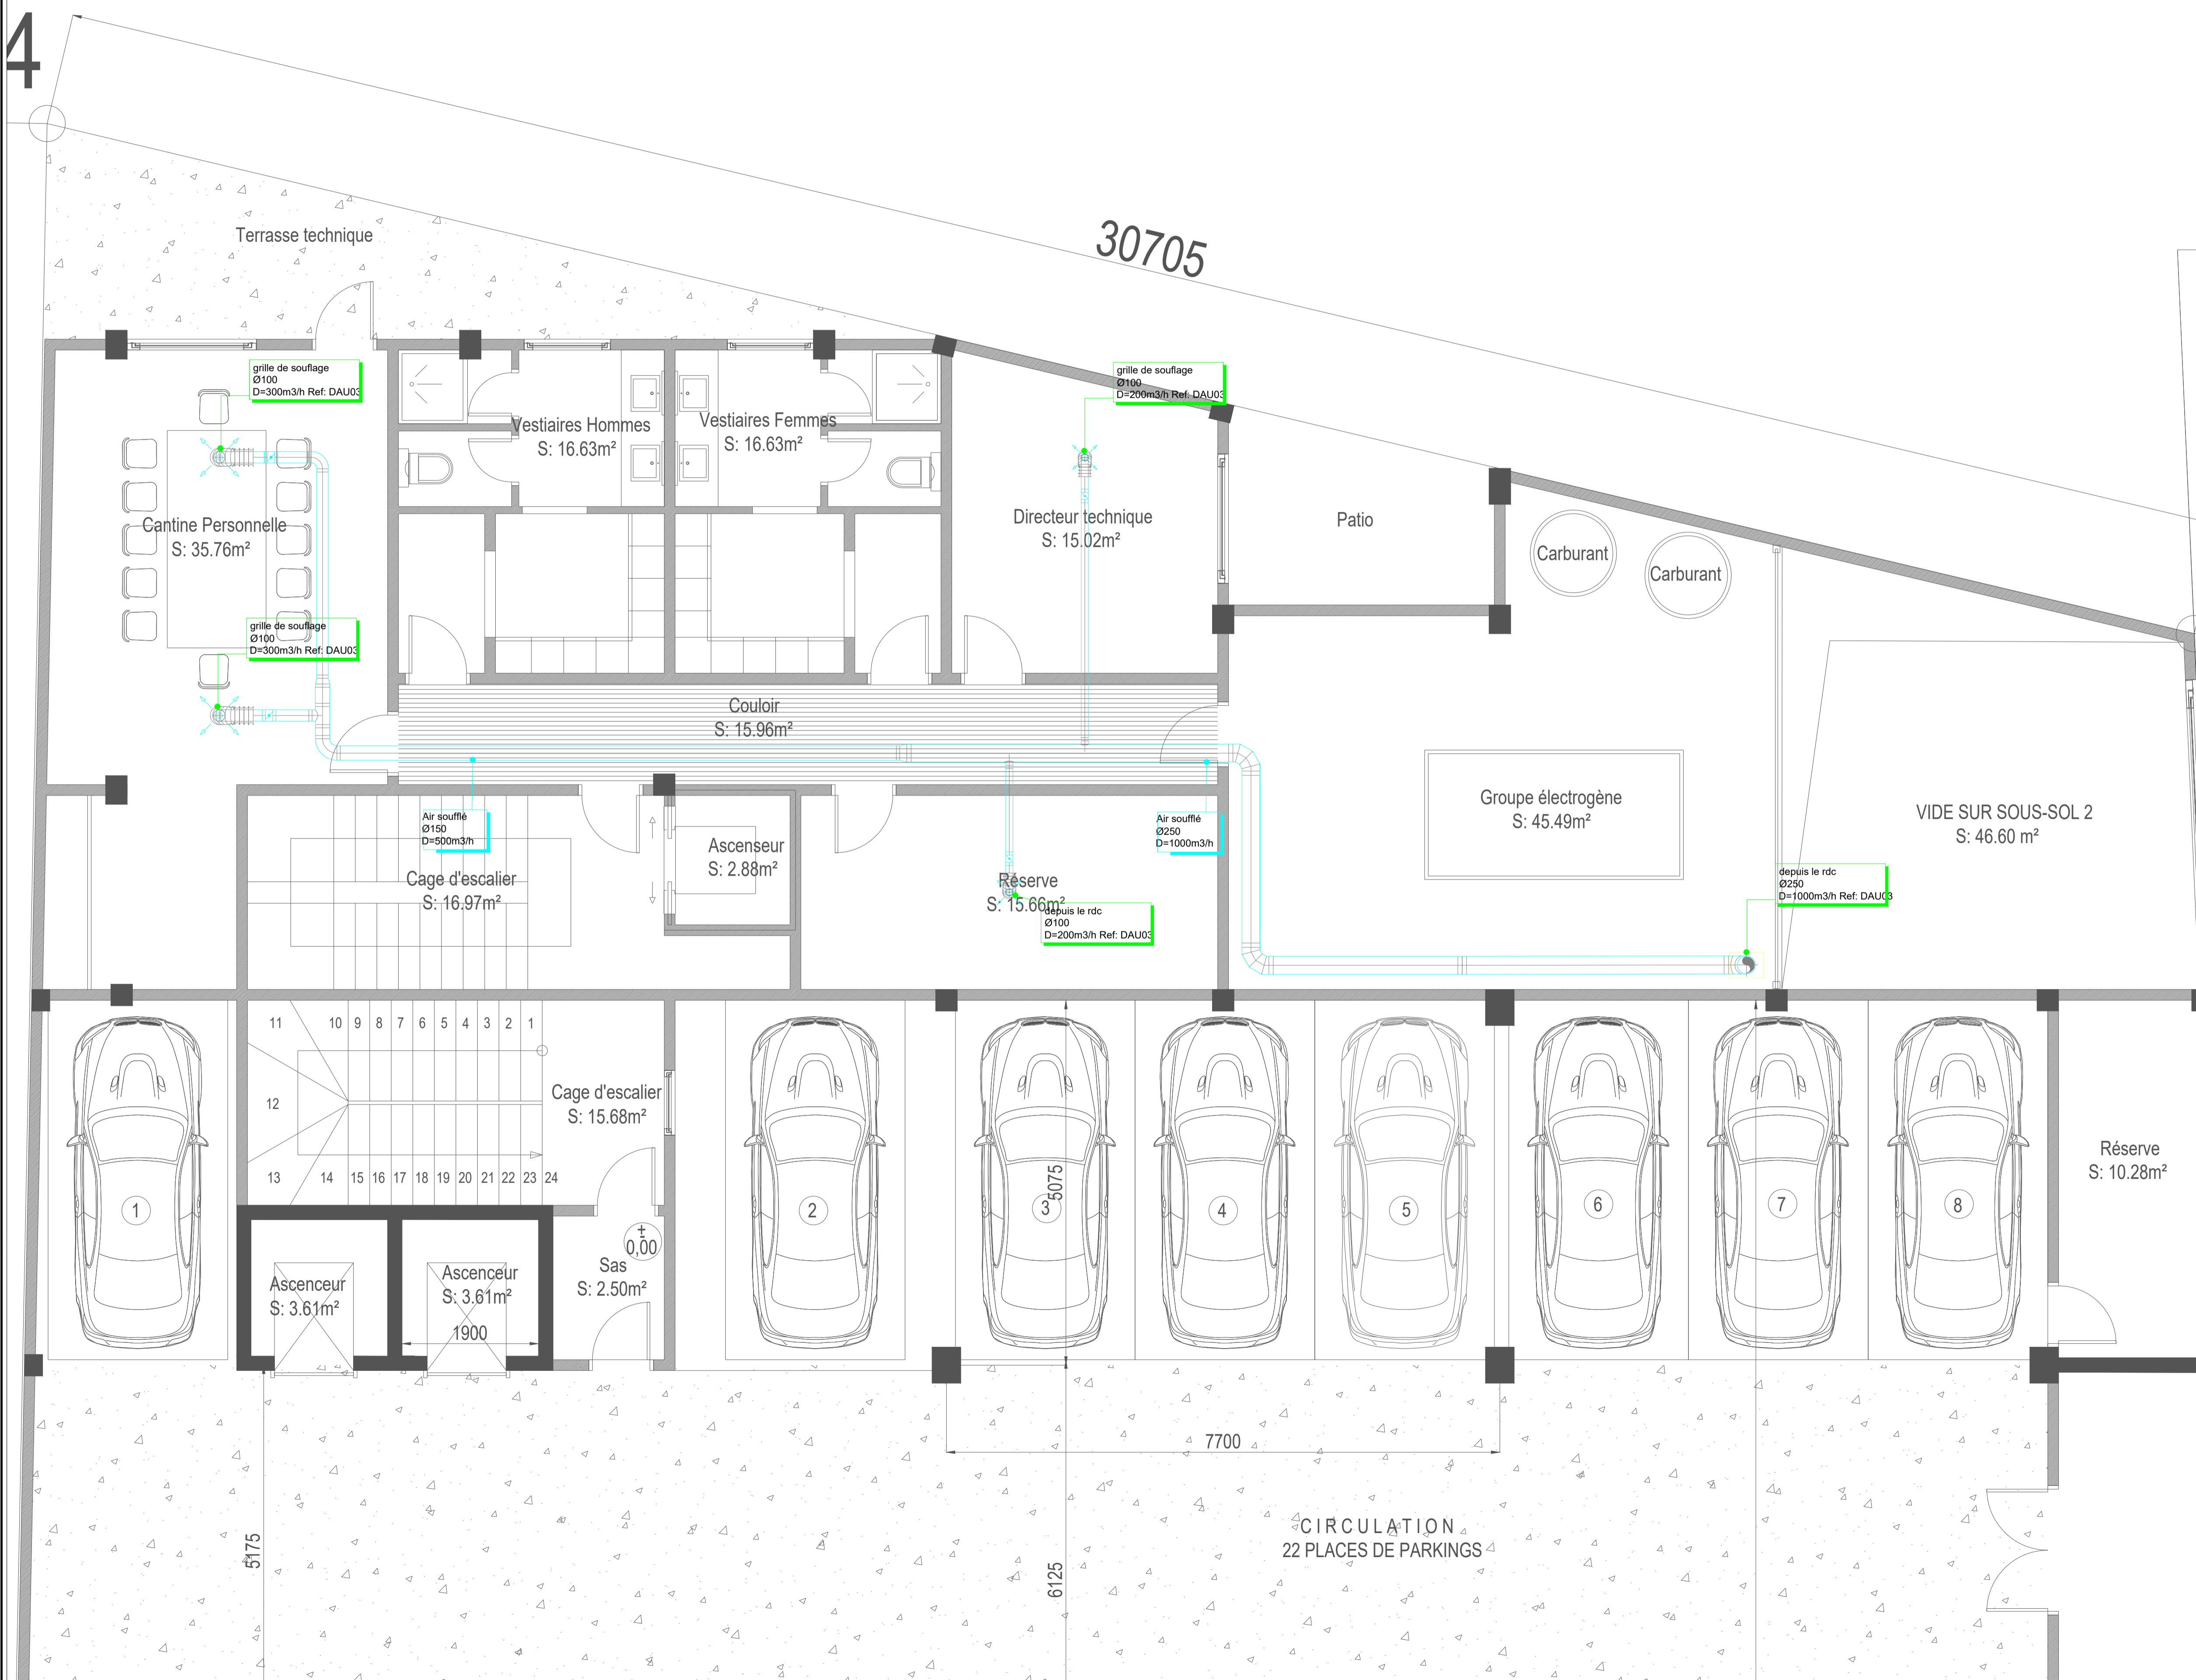 4
30705
Terrasse technique
grille de souflage
Ø100
D=300m3/h Ref: DAU03
grille de souflage
Ø100
D=200m3/h Ref: DAU03
Vestiaires Hommes
S: 16.63m²
Vestiaires Femmes
S: 16.63m²
Cantine Personnelle
S: 35.76m²
Directeur technique
S: 15.02m²
Patio
Carburant
Carburant
grille de souflage
Ø100
D=300m3/h Ref: DAU03
Couloir
S: 15.96m²
Groupe électrogène
S: 45.49m²
VIDE SUR SOUS-SOL 2
S: 46.60 m²
Air soufflé
Ø150
D=500m3/h
Air soufflé
Ø250
D=1000m3/h
Ascenseur
S: 2.88m²
Cage d'escalier
S: 16.97m²
Réserve
S: 15.66m²
depuis le rdc
Ø100
D=200m3/h Ref: DAU03
depuis le rdc
Ø250
D=1000m3/h Ref: DAU03
11 10 9 8 7 6 5 4 3 2 1
12
13 14 15 16 17 18 19 20 21 22 23 24
Cage d'escalier
S: 15.68m²
5075
Réserve
S: 10.28m²
1
2
3
4
5
6
7
8
±
0,00
Sas
S: 2.50m²
Ascenceur
S: 3.61m²
Ascenceur
S: 3.61m²
1900
7700
5175
6125
CIRCULATION
22 PLACES DE PARKINGS